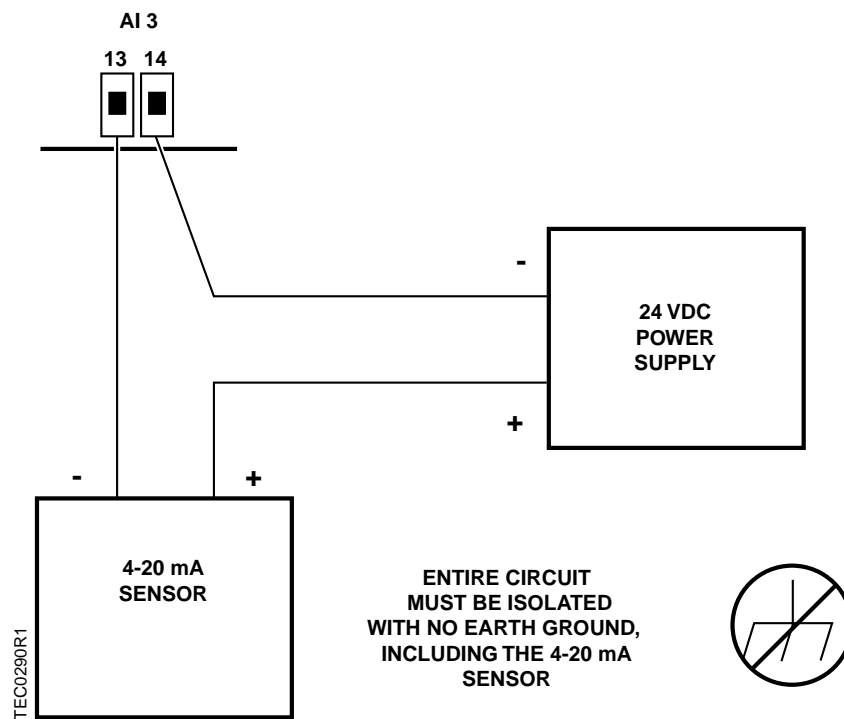 AI 3
13 14
-
24 VDC
POWER
SUPPLY
+
- +
4-20 mA
SENSOR
ENTIRE CIRCUIT
MUST BE ISOLATED
WITH NO EARTH GROUND,
INCLUDING THE 4-20 mA
SENSOR
TEC0290R1